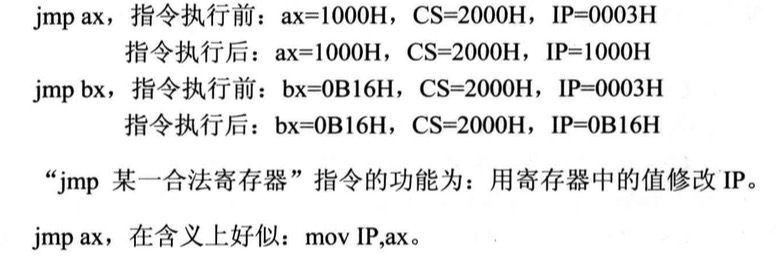 jmp ax，指令执行前：ax=1000H，CS=2000H，IP=0003H
指令执行后：ax=1000H，CS=2000H，IP=1000H
jmp bx，指令执行前：bx=0B16H，CS=2000H，IP=0003H
指令执行后：bx=0B16H，CS=2000H，IP=0B16H
“jmp 某一合法寄存器”指令的功能为：用寄存器中的值修改 IP。
jmp ax，在含义上好似：mov IP,ax。